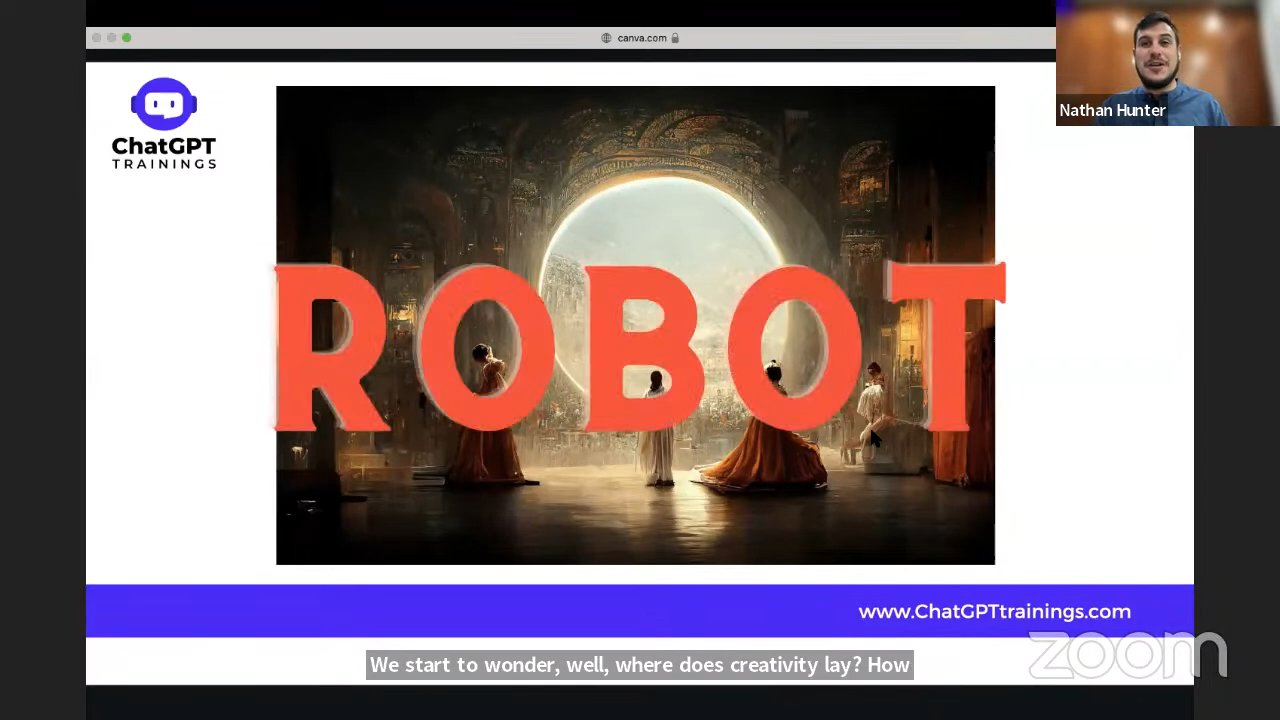 canva.com
Nathan Hunter
ChatGPT
TRAININGS
ROBOT
www.ChatGPTtrainings.com
zoom
We start to wonder, well, where does creativity lay? How